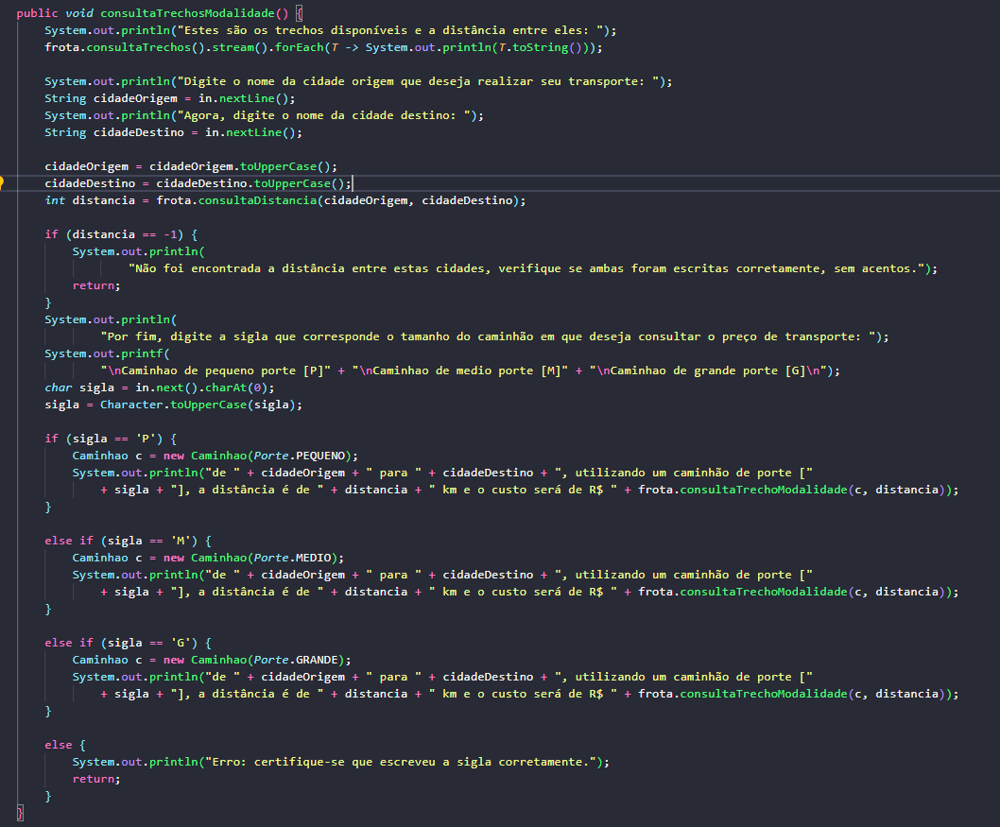 public void consultaTrechosModalidade() {
System.out.println("Estes são os trechos disponíveis e a distância entre eles: ");
frota.consultaTrechos().stream().forEach(T -> System.out.println(T.toString()));
System.out.println("Digite o nome da cidade origem que deseja realizar seu transporte: ");
String cidadeOrigem = in.nextLine();
System.out.println("Agora, digite o nome da cidade destino: ");
String cidadeDestino = in.nextLine();
cidadeOrigem = cidadeOrigem.toUpperCase();
cidadeDestino = cidadeDestino.toUpperCase();
int distancia = frota.consultaDistancia(cidadeOrigem, cidadeDestino);
if (distancia == -1) {
System.out.println(
"Não foi encontrada a distância entre estas cidades, verifique se ambas foram escritas corretamente, sem acentos.");
return;
}
System.out.println(
"Por fim, digite a sigla que corresponde o tamanho do caminhão em que deseja consultar o preço de transporte: ");
System.out.printf(
"\nCaminhao de pequeno porte [P]" + "\nCaminhao de medio porte [M]" + "\nCaminhao de grande porte [G]\n");
char sigla = in.next().charAt(0);
sigla = Character.toUpperCase(sigla);
if (sigla == 'P') {
Caminhao c = new Caminhao(Porte.PEQUENO);
System.out.println("de " + cidadeOrigem + " para " + cidadeDestino + ", utilizando um caminhão de porte ["
+ sigla + "], a distância é de " + distancia + " km e o custo será de R$ " + frota.consultaTrechoModalidade(c, distancia));
}
else if (sigla == 'M') {
Caminhao c = new Caminhao(Porte.MEDIO);
System.out.println("de " + cidadeOrigem + " para " + cidadeDestino + ", utilizando um caminhão de porte ["
+ sigla + "], a distância é de " + distancia + " km e o custo será de R$ " + frota.consultaTrechoModalidade(c, distancia));
}
else if (sigla == 'G') {
Caminhao c = new Caminhao(Porte.GRANDE);
System.out.println("de " + cidadeOrigem + " para " + cidadeDestino + ", utilizando um caminhão de porte ["
+ sigla + "], a distância é de " + distancia + " km e o custo será de R$ " + frota.consultaTrechoModalidade(c, distancia));
}
else {
System.out.println("Erro: certifique-se que escreveu a sigla corretamente.");
return;
}
}